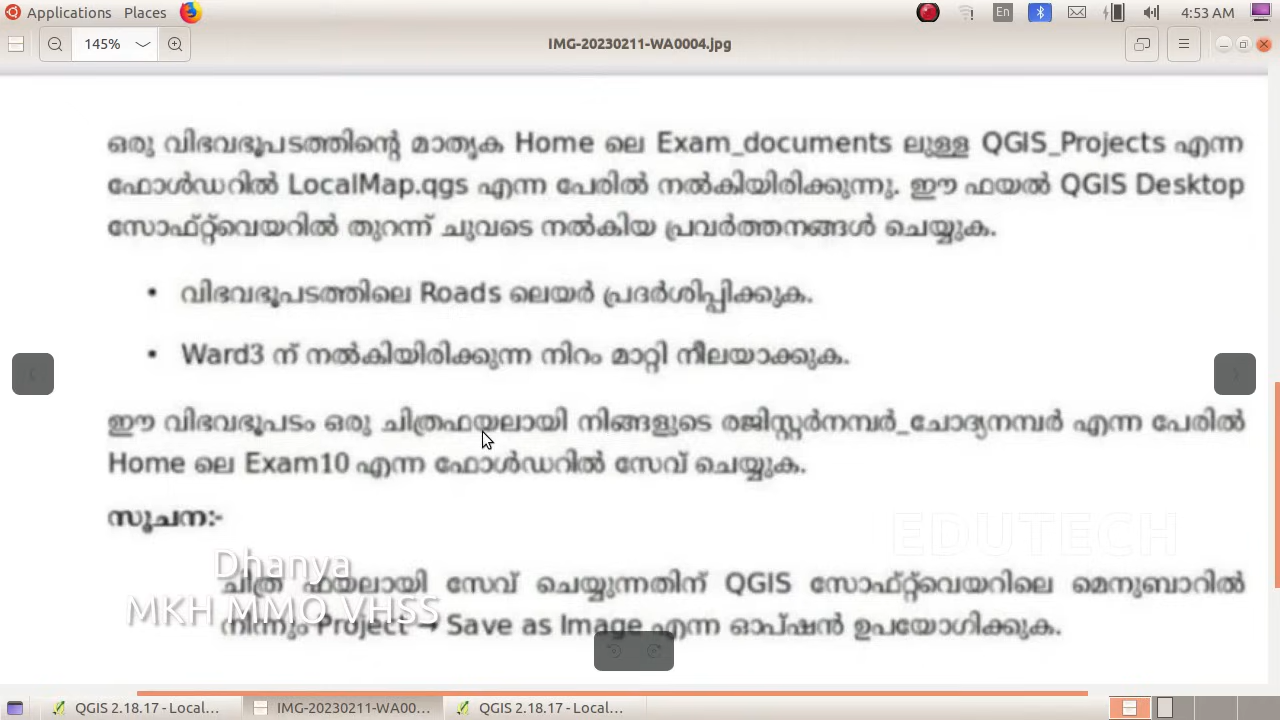 Applications Places En 4:53 AM
145% IMG-20230211-WA0004.jpg
ഒരു വിഭവഭൂപടത്തിന്റെ മാതൃക Home ലെ Exam_documents ലുള്ള QGIS_Projects എന്ന
ഫോൾഡറിൽ LocalMap.qgs എന്ന പേരിൽ നൽകിയിരിക്കുന്നു. ഈ ഫയൽ QGIS Desktop
സോഫ്റ്റ്‌വെയറിൽ തുറന്ന് ചുവടെ നൽകിയ പ്രവർത്തനങ്ങൾ ചെയ്യുക.
• വിഭവഭൂപടത്തിലെ Roads ലെയർ പ്രദർശിപ്പിക്കുക.
• Ward3 ന് നൽകിയിരിക്കുന്ന നിറം മാറ്റി നീലയാക്കുക.
ഈ വിഭവഭൂപടം ഒരു ചിത്രഫയലായി നിങ്ങളുടെ രജിസ്റ്റർനമ്പർ_ചോദ്യനമ്പർ എന്ന പേരിൽ
Home ലെ Exam10 എന്ന ഫോൾഡറിൽ സേവ് ചെയ്യുക.
സൂചന:-
EDUTECH
Dhanya
ചിത്ര ഫയലായി സേവ് ചെയ്യുന്നതിന് QGIS സോഫ്റ്റ്‌വെയറിലെ മെനുബാറിൽ
MKH MMO VHSS
നിന്നും Project → Save as Image എന്ന ഓപ്ഷൻ ഉപയോഗിക്കുക.
QGIS 2.18.17 - Local... IMG-20230211-WA00... QGIS 2.18.17 - Local...